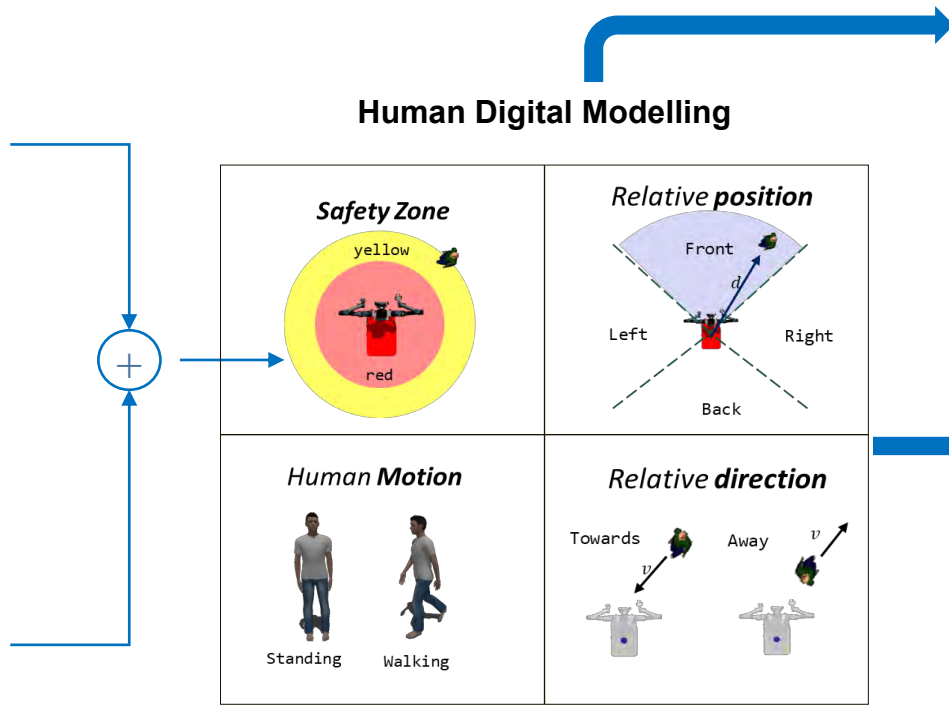 Human Digital Modelling
Safety Zone
yellow
red
Relative position
Front
d
Left
Right
Back
+
Human Motion
Standing
Walking
Relative direction
Towards
v
Away
v